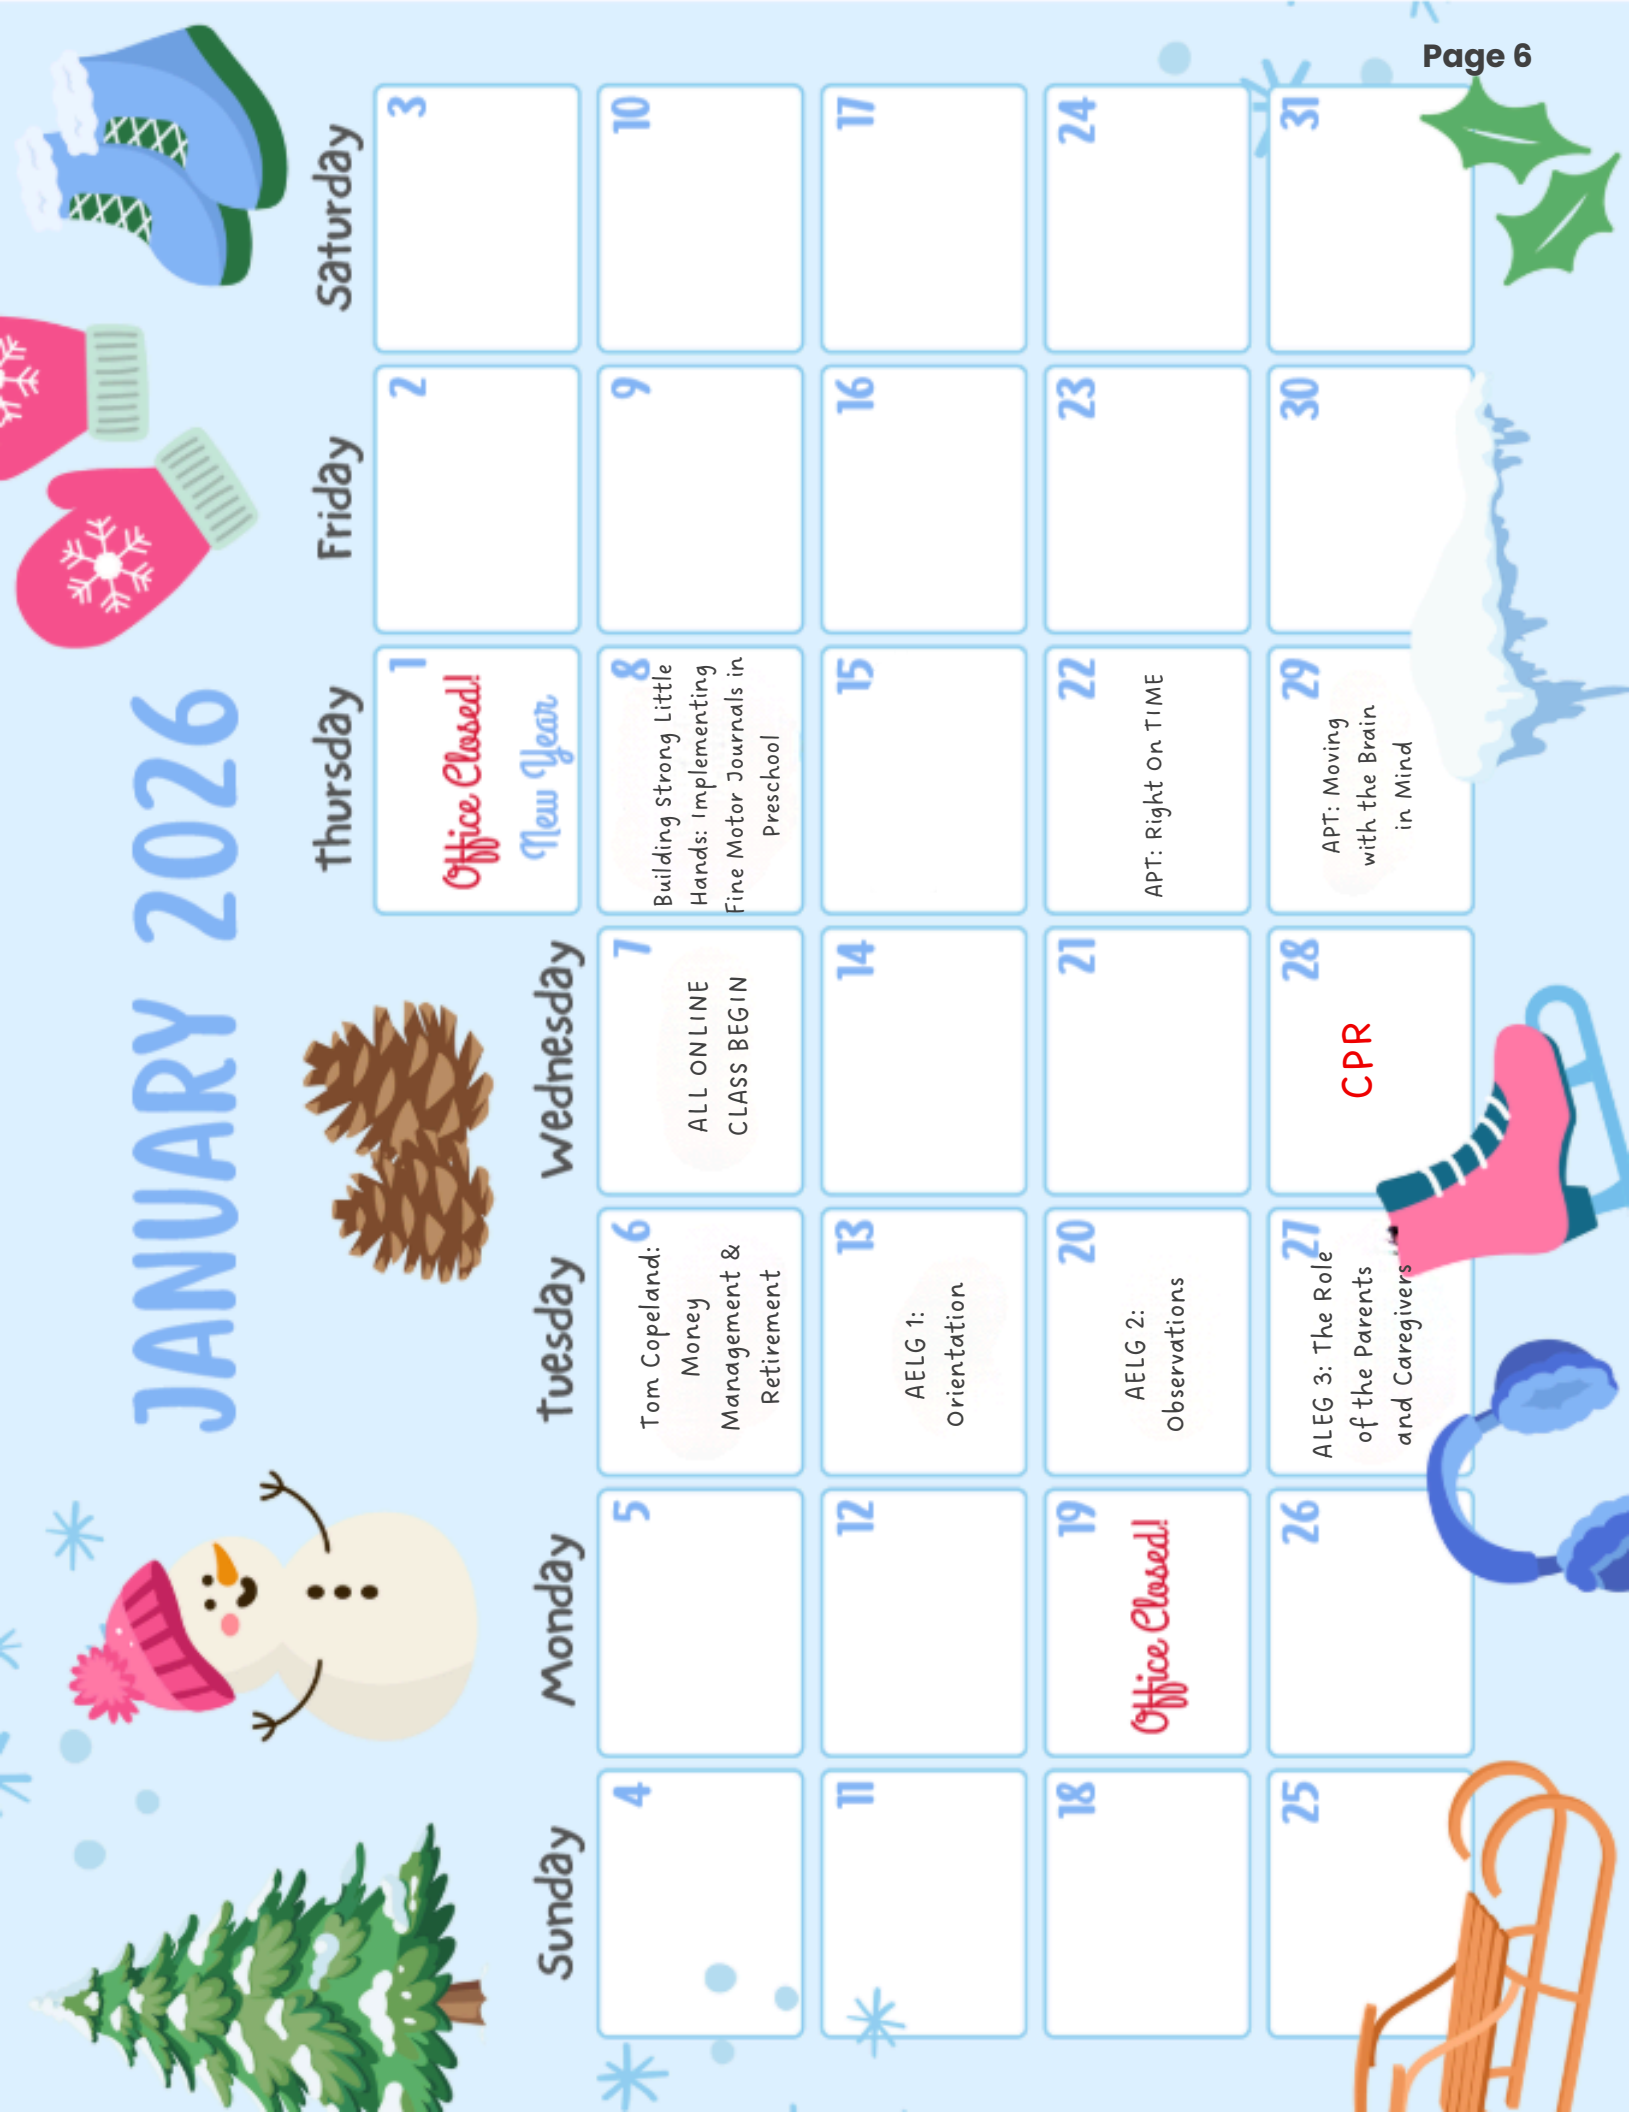 Page 6
JANUARY 2026
Sunday
Monday
Tuesday
Wednesday
Thursday
Friday
Saturday
1
Office Closed!
New Year
2
3
4
5
6
Tom Copeland:
Money
Management &
Retirement
7
ALL ONLINE
CLASS BEGIN
8
Building Strong Little
Hands: Implementing
Fine Motor Journals in
Preschool
9
10
11
12
13
AELG 1:
Orientation
14
15
16
17
18
19
Office Closed!
20
AELG 2:
Observations
21
22
APT: Right On TIME
23
24
25
26
27
ALEG 3: The Role
of the Parents
and Caregivers
28
CPR
29
APT: Moving
with the Brain
in Mind
30
31